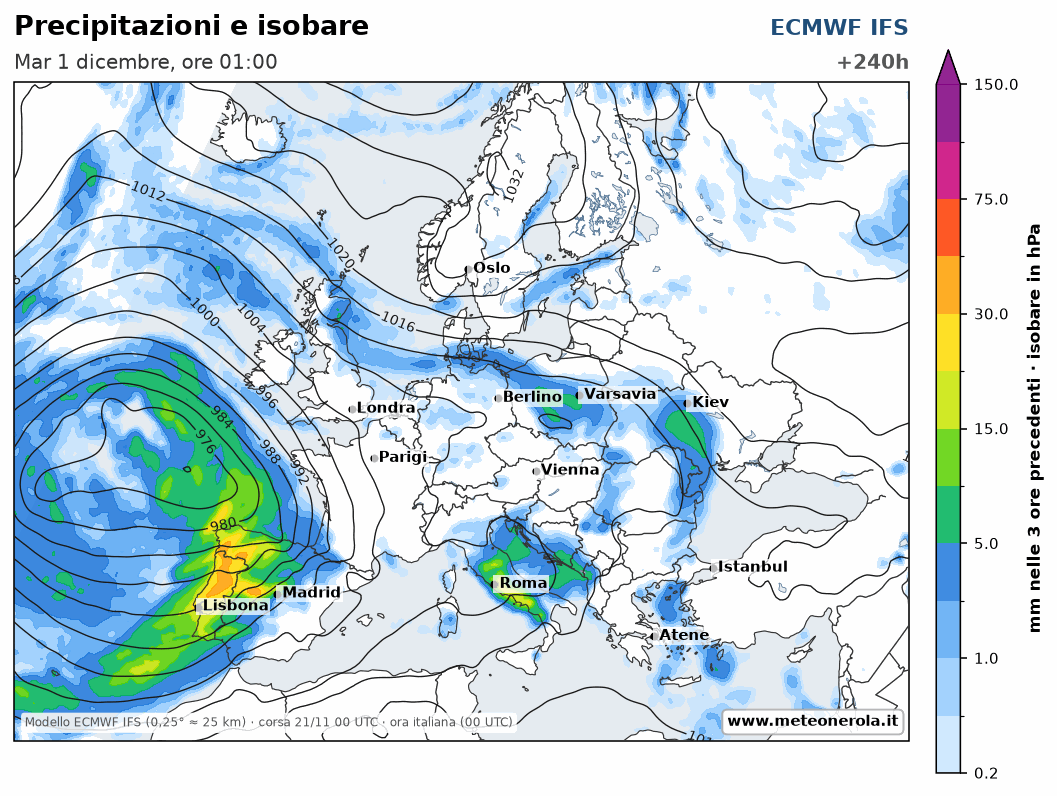 Precipitazioni e isobare
ECMWF IFS
Mar 1 dicembre, ore 01:00
+240h
150.0
75.0
30.0
15.0
5.0
1.0
0.2
mm nelle 3 ore precedenti · isobare in hPa
1012
1032
1020
1000
1004
1016
996
984
976
988
992
980
Oslo
Londra
Berlino
Varsavia
Kiev
Parigi
Vienna
Roma
Istanbul
Madrid
Lisbona
Atene
Modello ECMWF IFS (0,25° ≈ 25 km) · corsa 21/11 00 UTC · ora italiana (00 UTC)
www.meteonerola.it